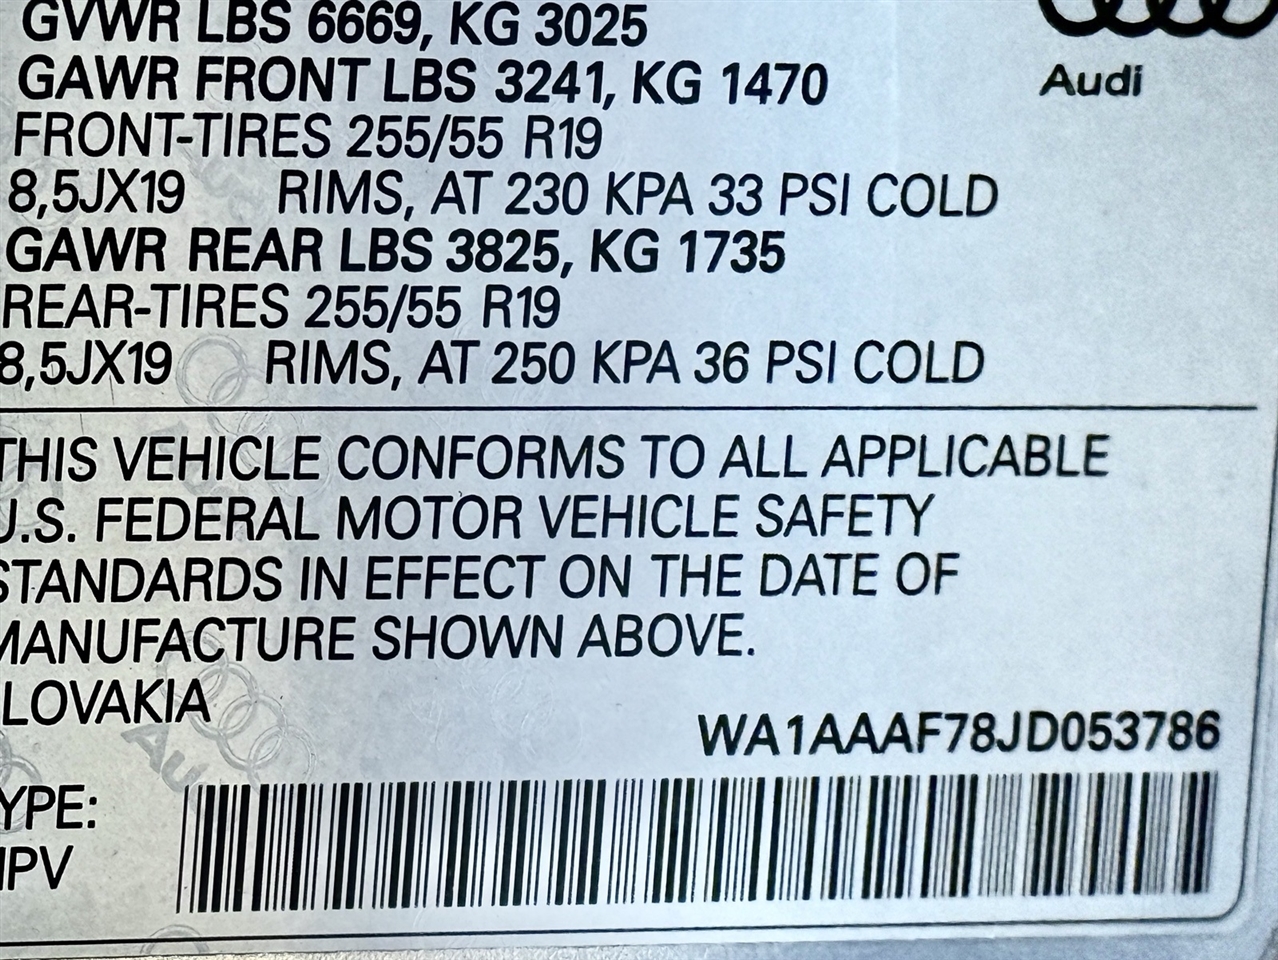 GVWR LBS 6669, KG 3025
GAWR FRONT LBS 3241, KG 1470
Audi
FRONT-TIRES 255/55 R19
8,5JX19 RIMS, AT 230 KPA 33 PSI COLD
GAWR REAR LBS 3825, KG 1735
REAR-TIRES 255/55 R19
8,5JX19 RIMS, AT 250 KPA 36 PSI COLD
THIS VEHICLE CONFORMS TO ALL APPLICABLE
U.S. FEDERAL MOTOR VEHICLE SAFETY
STANDARDS IN EFFECT ON THE DATE OF
MANUFACTURE SHOWN ABOVE.
LOVAKIA
WA1AAAF78JD053786
YPE:
PV